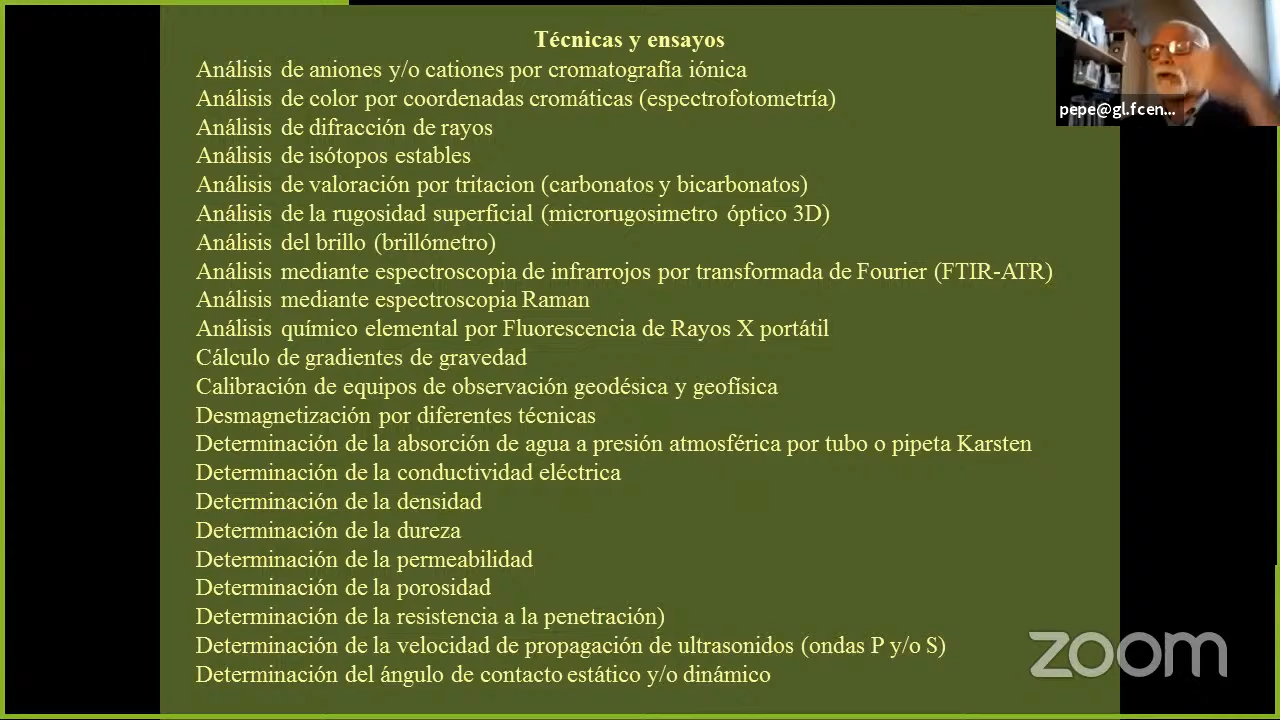 Técnicas y ensayos
Análisis de aniones y/o cationes por cromatografía iónica
Análisis de color por coordenadas cromáticas (espectrofotometría)
Análisis de difracción de rayos
Análisis de isótopos estables
Análisis de valoración por tritacion (carbonatos y bicarbonatos)
Análisis de la rugosidad superficial (microrugosimetro óptico 3D)
Análisis del brillo (brillómetro)
Análisis mediante espectroscopia de infrarrojos por transformada de Fourier (FTIR-ATR)
Análisis mediante espectroscopia Raman
Análisis químico elemental por Fluorescencia de Rayos X portátil
Cálculo de gradientes de gravedad
Calibración de equipos de observación geodésica y geofísica
Desmagnetización por diferentes técnicas
Determinación de la absorción de agua a presión atmosférica por tubo o pipeta Karsten
Determinación de la conductividad eléctrica
Determinación de la densidad
Determinación de la dureza
Determinación de la permeabilidad
Determinación de la porosidad
Determinación de la resistencia a la penetración)
Determinación de la velocidad de propagación de ultrasonidos (ondas P y/o S)
Determinación del ángulo de contacto estático y/o dinámico
pepe@gl.fcen...
zoom